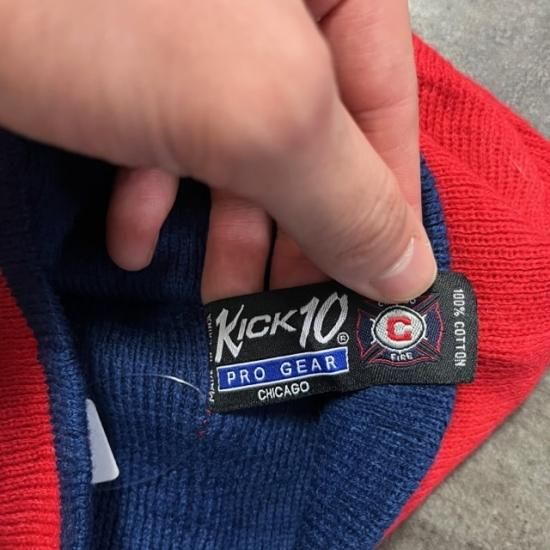 KICK10®
PRO GEAR
CHICAGO
C
FIRE
100% COTTON